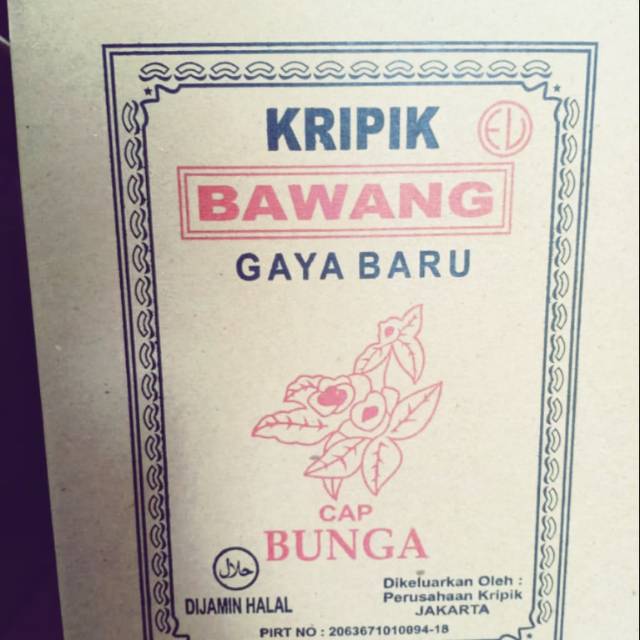 KRIPIK
BAWANG
GAYA BARU
CAP
BUNGA
حلال
DIJAMIN HALAL
Dikeluarkan Oleh :
Perusahaan Kripik
JAKARTA
PIRT NO : 2063671010094-18